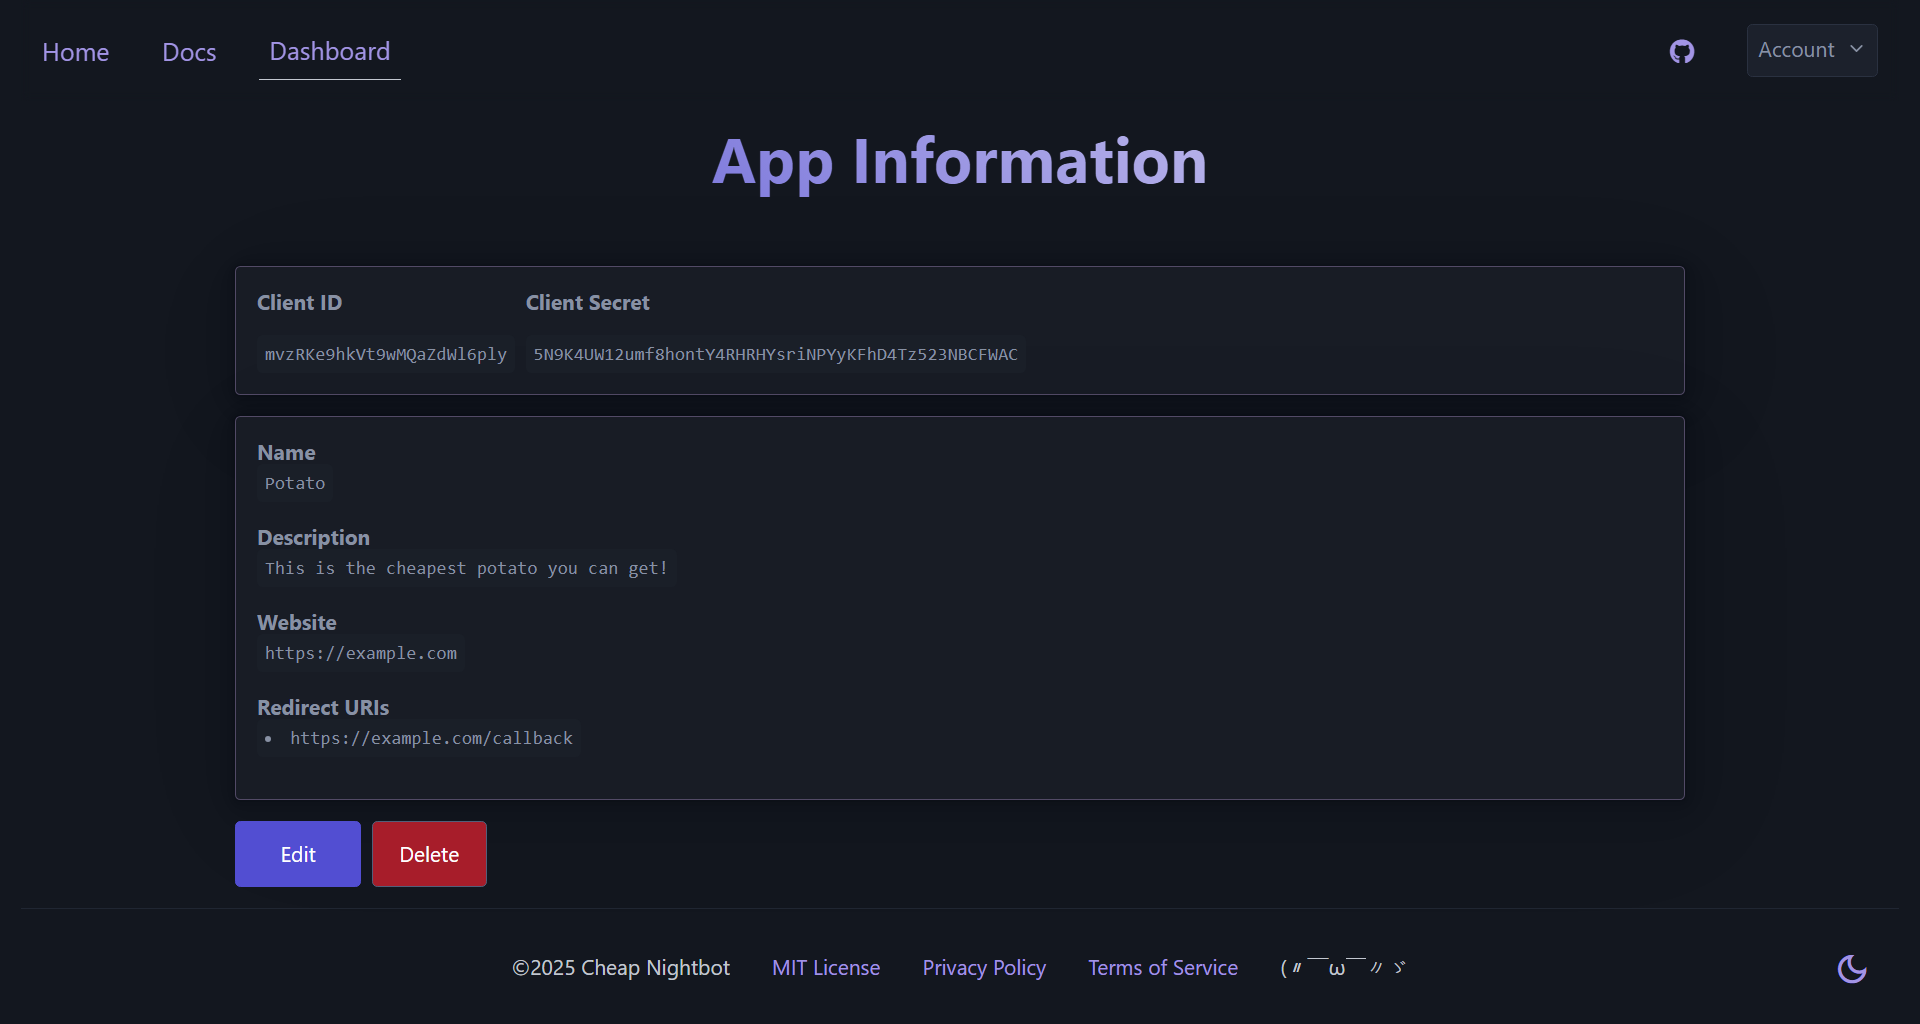 Home Docs Dashboard Account
App Information
Client ID Client Secret
mvzRKe9hkVt9wMQaZdWl6ply 5N9K4UW12umf8hontY4RHRHYsriNPYyKFhD4Tz523NBCFWAC
Name
Potato
Description
This is the cheapest potato you can get!
Website
https://example.com
Redirect URIs
• https://example.com/callback
Edit Delete
©2025 Cheap Nightbot MIT License Privacy Policy Terms of Service (〃￣ω￣〃ゞ